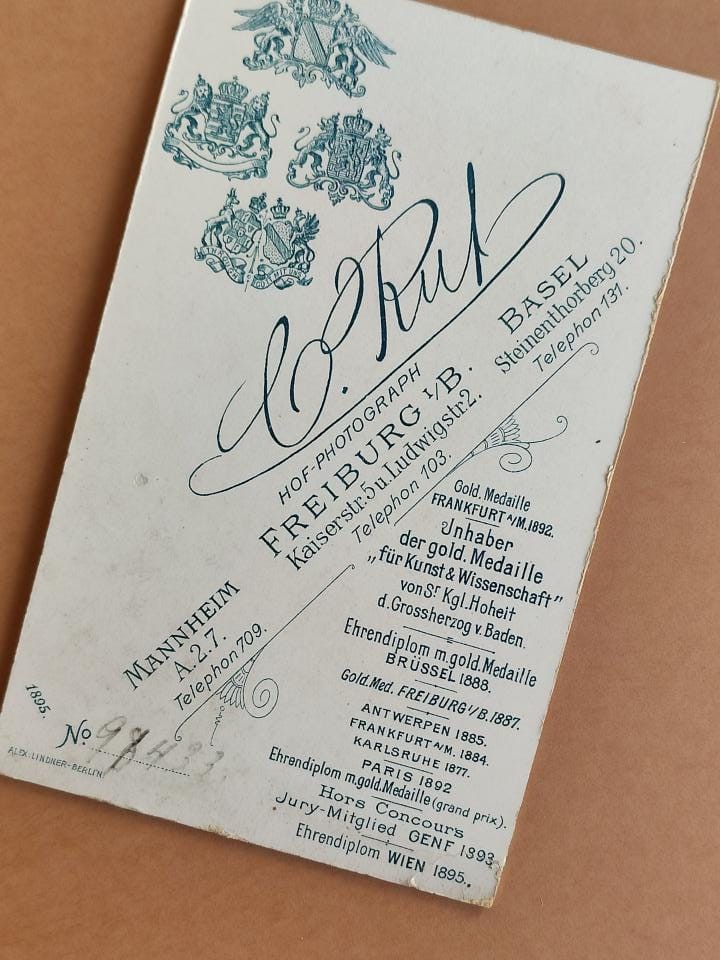 C. Ruf
HOF-PHOTOGRAPH
FREIBURG i/B.
Kaiserstr.5 u. Ludwigstr2.
Telephon 103.
BASEL
Steinenthorberg 20.
Telephon 131.
MANNHEIM
A.2.7.
Telephon 709.
Gold. Medaille
FRANKFURT a/M.1892.
Jnhaber
der gold. Medaille
„für Kunst & Wissenschaft"
von Sr Kgl. Hoheit
d. Grossherzog v. Baden.
Ehrendiplom m. gold. Medaille
BRÜSSEL 1888.
Gold. Med. FREIBURG i/B. 1887.
ANTWERPEN 1885.
FRANKFURT a/M. 1884.
KARLSRUHE 1877.
PARIS 1892
Ehrendiplom m. gold. Medaille (grand prix).
Hors Concours
Jury-Mitglied GENF 1893
Ehrendiplom WIEN 1895.
1895.
No 97433
ALEX. LINDNER-BERLIN